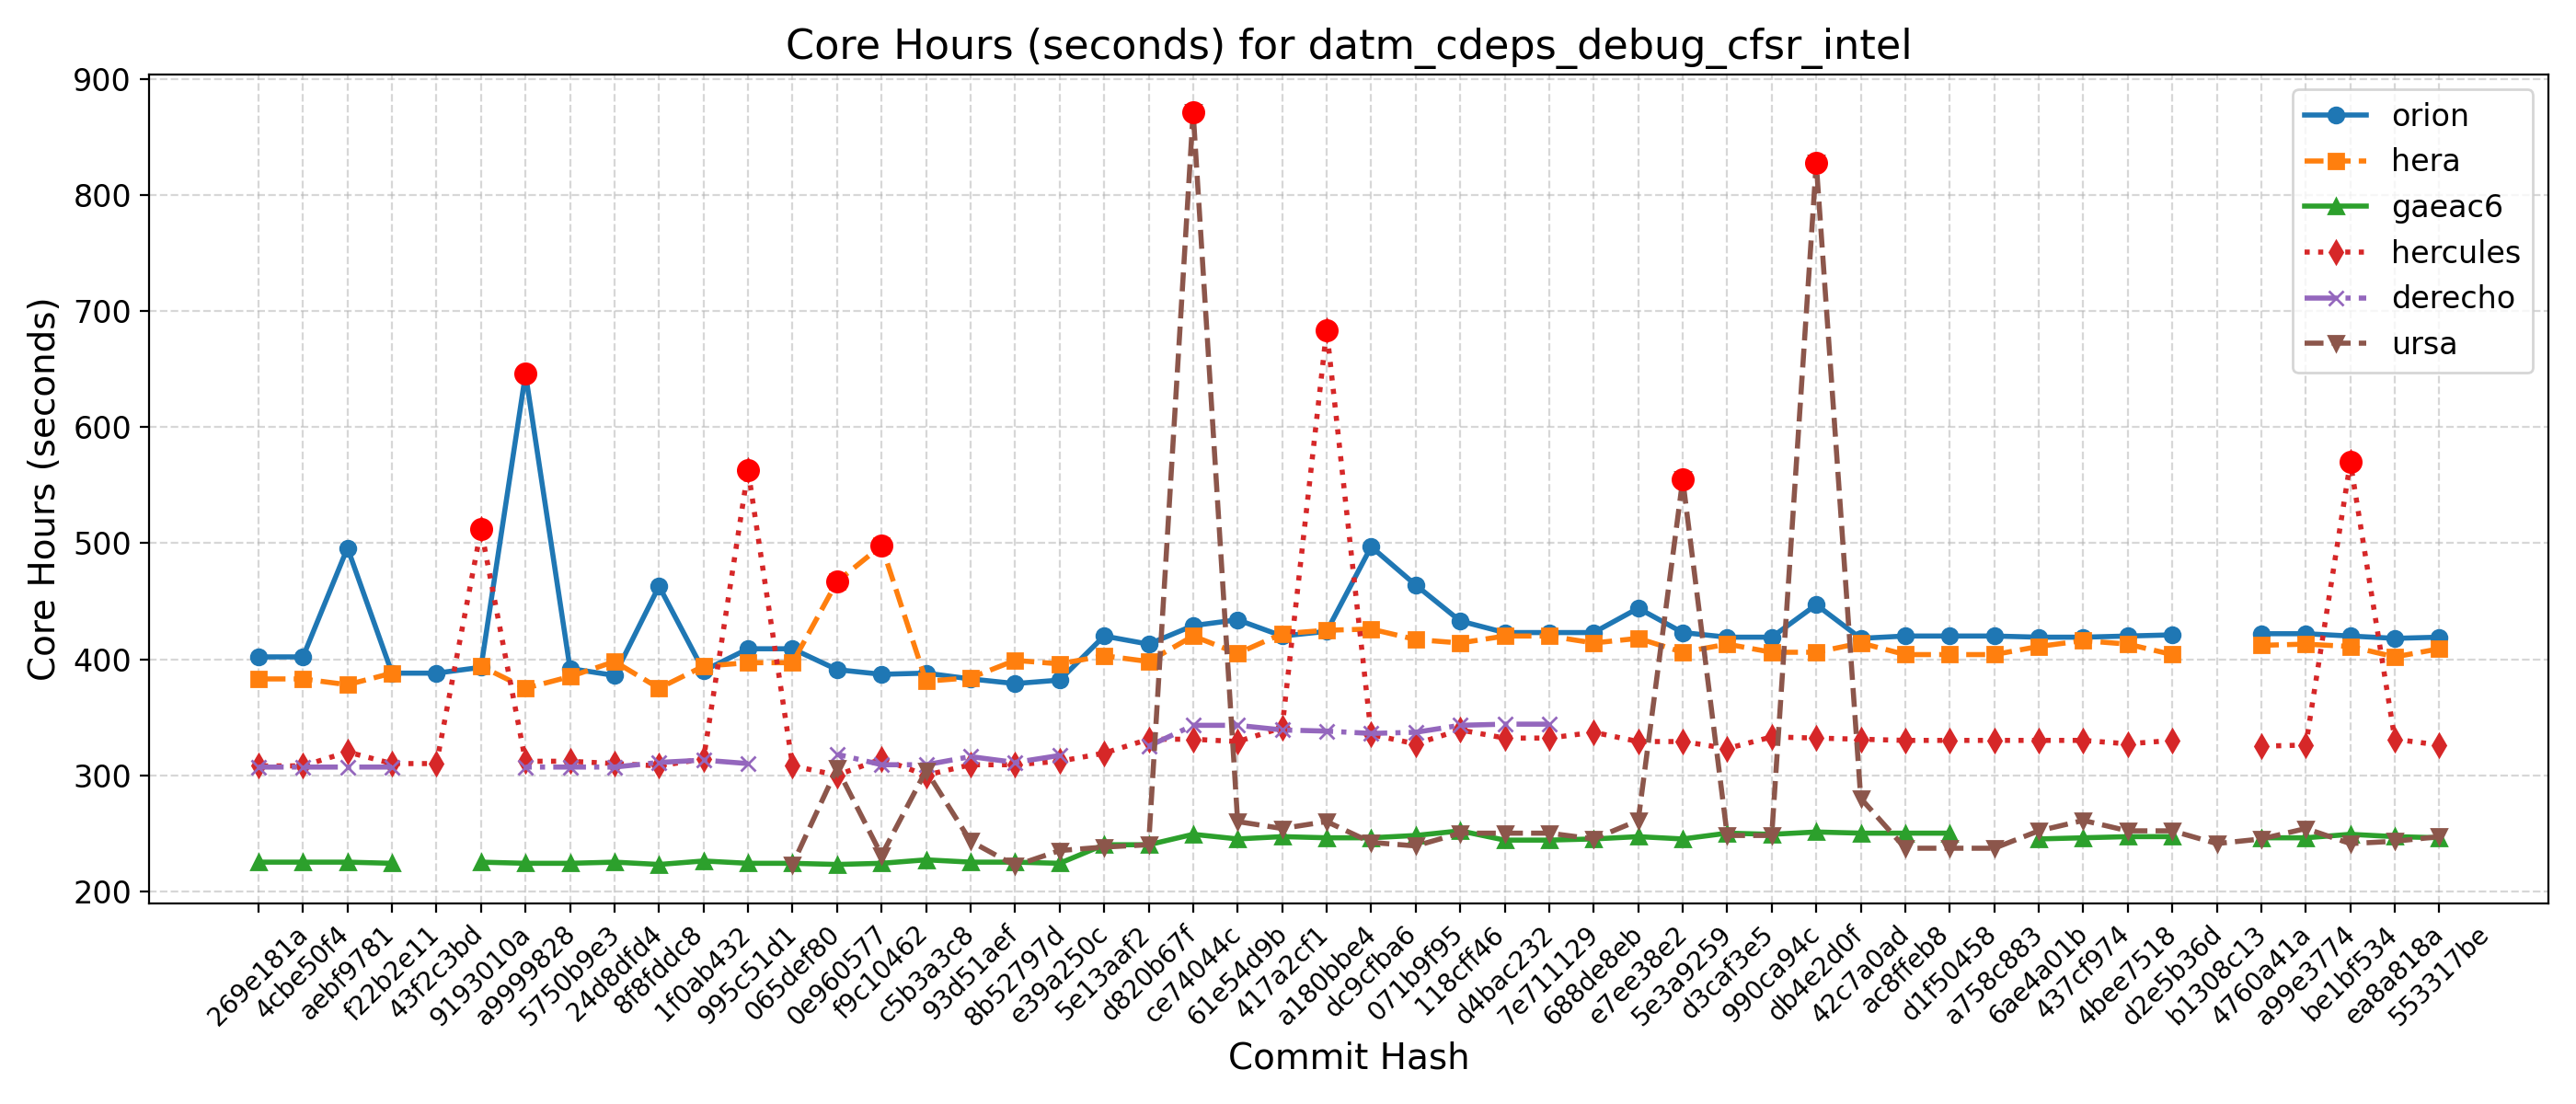 Core Hours (seconds) for datm_cdeps_debug_cfsr_intel
Core Hours (seconds)
900
800
700
600
500
400
300
200
orion
hera
gaeac6
hercules
derecho
ursa
269e181a
4cbe50f4
aebf9781
f22b2e11
43f2c3bd
9193010a
a9999828
5750b9e3
24d8dfd4
8f8fddc8
1f0ab432
995c51d1
065def80
0e960577
f9c10462
c5b3a3c8
93d51aef
8b52797d
e39a250c
5e13aaf2
d820b67f
ce74044c
61e54d9b
417a2cf1
a180bbe4
dc9cfba6
071b9f95
118cff46
d4bac232
7e711129
688de8eb
e7ee38e2
5e3a9259
d3caf3e5
990ca94c
db4e2d0f
42c7a0ad
ac8ffeb8
d1f50458
a758c883
6ae4a01b
437cf974
4bee7518
d2e5b36d
b1308c13
4760a41a
a99e3774
be1bf534
ea8a818a
553317be
Commit Hash